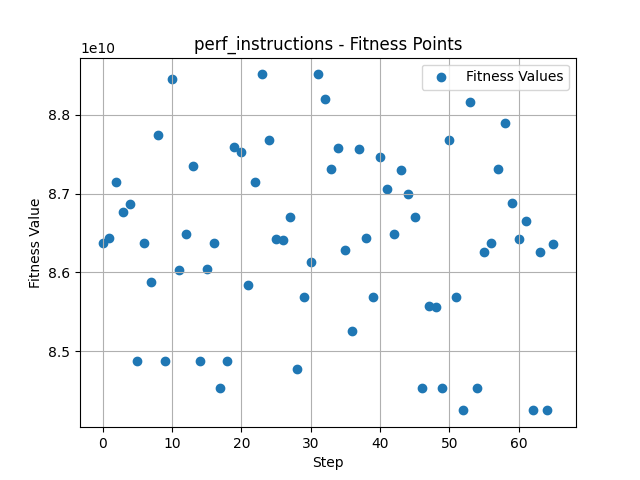 perf_instructions - Fitness Points
1e10
Fitness Values
8.8
8.7
8.6
8.5
Fitness Value
0 10 20 30 40 50 60
Step